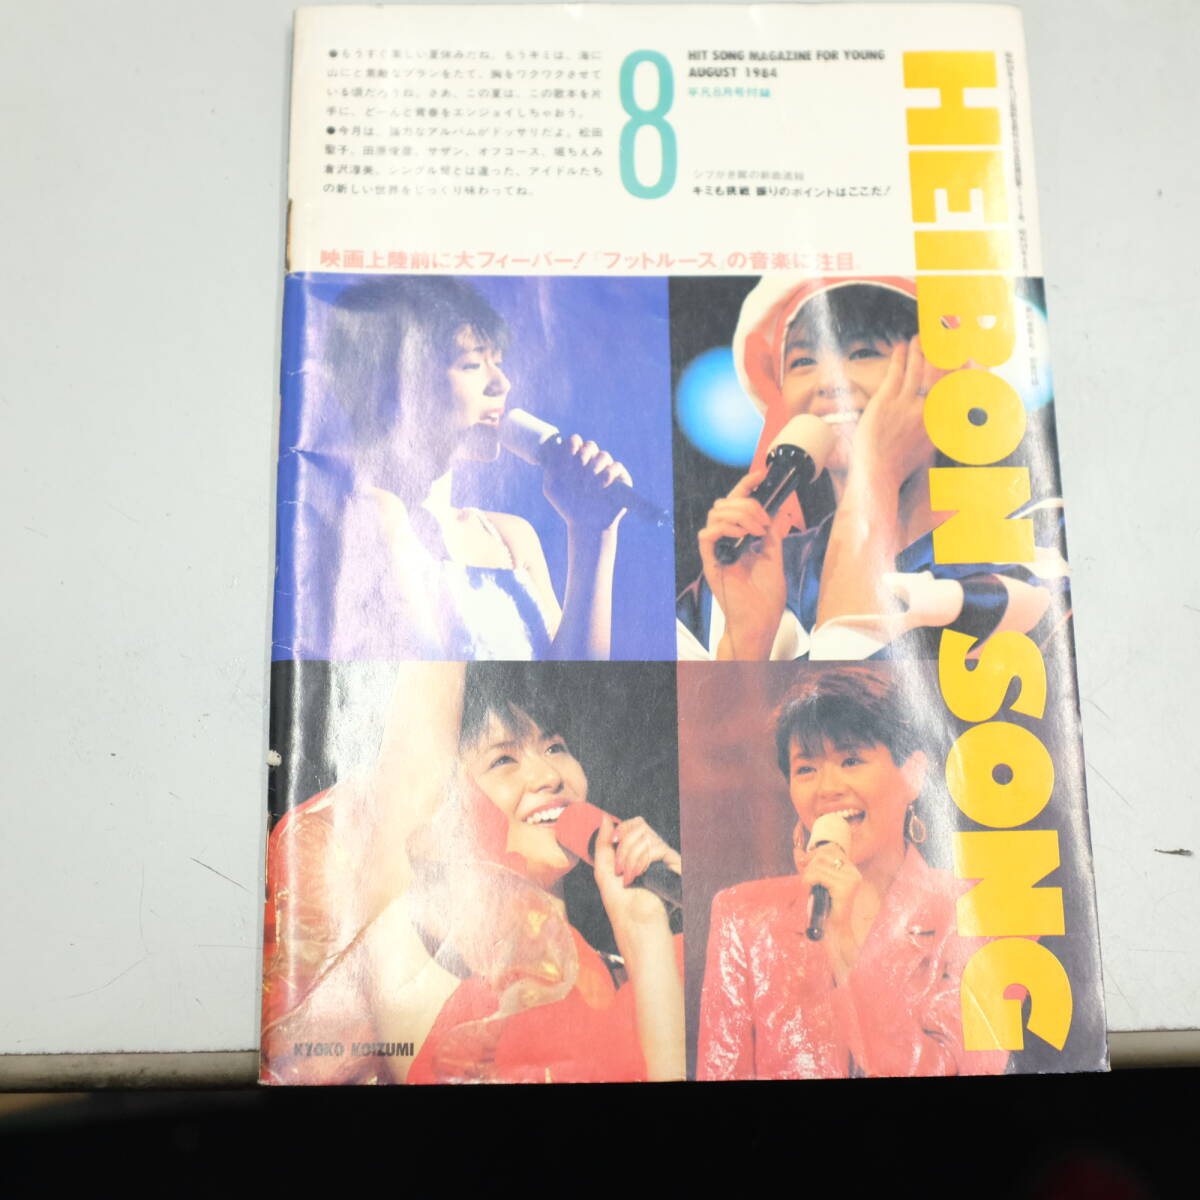 ●もうすぐ楽しい夏休みだね。もうキミは、海に
山にと素敵なプランをたて、胸をワクワクさせて
いる頃だろうね。さあ、この夏は、この歌本を片
手に、どーんと青春をエンジョイしちゃおう。
●今月は、強力なアルバムがドッサリだよ。松田
聖子、田原俊彦、サザン、オフコース、堀ちえみ
倉沢淳美。シングル盤とは違った、アイドルたち
の新しい世界をじっくり味わってね。
8
HIT SONG MAGAZINE FOR YOUNG
AUGUST 1984
平凡8月号付録
シブがき隊の新曲速報
キミも挑戦 振りのポイントはここだ!
映画上陸前に大フィーバー!『フットルース』の音楽に注目。
HEIBON SONG
KYOKO KOIZUMI